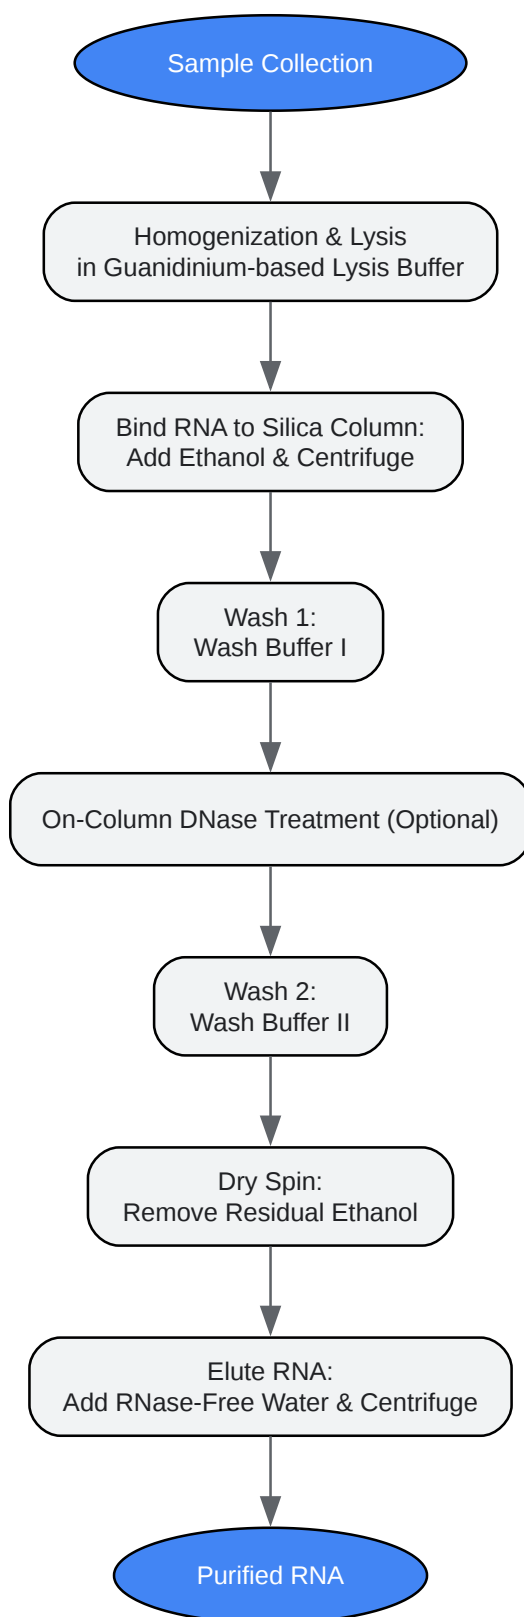 Sample Collection
Homogenization & Lysis
in Guanidinium-based Lysis Buffer
Bind RNA to Silica Column:
Add Ethanol & Centrifuge
Wash 1:
Wash Buffer I
On-Column DNase Treatment (Optional)
Wash 2:
Wash Buffer II
Dry Spin:
Remove Residual Ethanol
Elute RNA:
Add RNase-Free Water & Centrifuge
Purified RNA